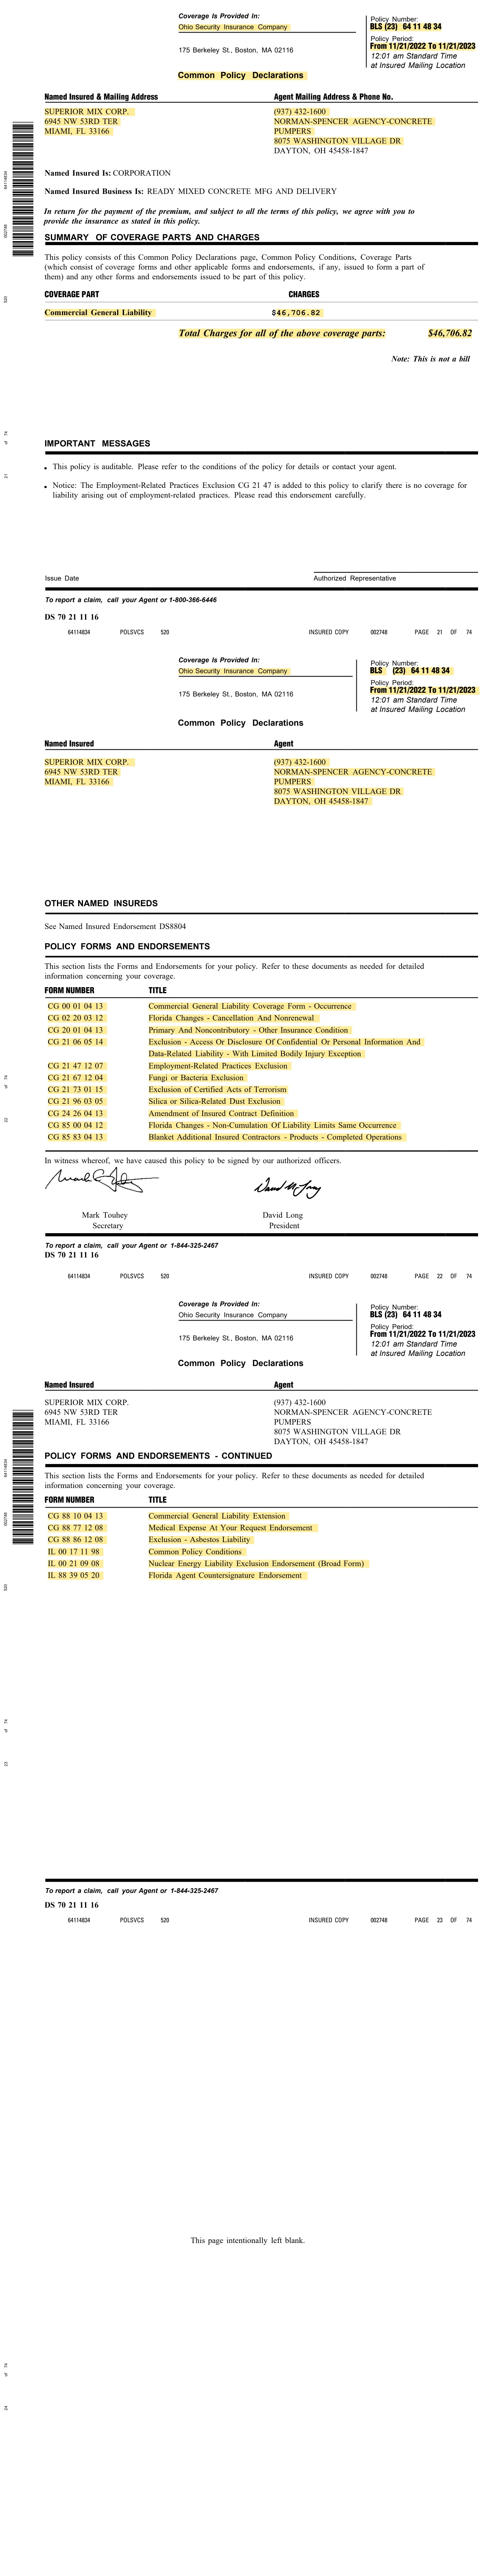 Coverage Is Provided In:
Ohio Security Insurance Company
175 Berkeley St., Boston, MA 02116
Policy Number:
BLS (23) 64 11 48 34
Policy Period:
From 11/21/2022 To 11/21/2023
12:01 am Standard Time
at Insured Mailing Location
Common Policy Declarations
Named Insured & Mailing Address
Agent Mailing Address & Phone No.
SUPERIOR MIX CORP.
6945 NW 53RD TER
MIAMI, FL 33166
(937) 432-1600
NORMAN-SPENCER AGENCY-CONCRETE
PUMPERS
8075 WASHINGTON VILLAGE DR
DAYTON, OH 45458-1847
Named Insured Is: CORPORATION
Named Insured Business Is: READY MIXED CONCRETE MFG AND DELIVERY
In return for the payment of the premium, and subject to all the terms of this policy, we agree with you to
provide the insurance as stated in this policy.
SUMMARY OF COVERAGE PARTS AND CHARGES
This policy consists of this Common Policy Declarations page, Common Policy Conditions, Coverage Parts
(which consist of coverage forms and other applicable forms and endorsements, if any, issued to form a part of
them) and any other forms and endorsements issued to be part of this policy.
COVERAGE PART CHARGES
Commercial General Liability $46,706.82
Total Charges for all of the above coverage parts: $46,706.82
Note: This is not a bill
IMPORTANT MESSAGES
• This policy is auditable. Please refer to the conditions of the policy for details or contact your agent.
• Notice: The Employment-Related Practices Exclusion CG 21 47 is added to this policy to clarify there is no coverage for
liability arising out of employment-related practices. Please read this endorsement carefully.
Issue Date
Authorized Representative
To report a claim, call your Agent or 1-800-366-6446
DS 70 21 11 16
64114834 POLSVCS 520 INSURED COPY 002748 PAGE 21 OF 74
64114834
002748
520
21 of 74
Coverage Is Provided In:
Ohio Security Insurance Company
175 Berkeley St., Boston, MA 02116
Policy Number:
BLS (23) 64 11 48 34
Policy Period:
From 11/21/2022 To 11/21/2023
12:01 am Standard Time
at Insured Mailing Location
Common Policy Declarations
Named Insured
Agent
SUPERIOR MIX CORP.
6945 NW 53RD TER
MIAMI, FL 33166
(937) 432-1600
NORMAN-SPENCER AGENCY-CONCRETE
PUMPERS
8075 WASHINGTON VILLAGE DR
DAYTON, OH 45458-1847
OTHER NAMED INSUREDS
See Named Insured Endorsement DS8804
POLICY FORMS AND ENDORSEMENTS
This section lists the Forms and Endorsements for your policy. Refer to these documents as needed for detailed
information concerning your coverage.
FORM NUMBER TITLE
CG 00 01 04 13 Commercial General Liability Coverage Form - Occurrence
CG 02 20 03 12 Florida Changes - Cancellation And Nonrenewal
CG 20 01 04 13 Primary And Noncontributory - Other Insurance Condition
CG 21 06 05 14 Exclusion - Access Or Disclosure Of Confidential Or Personal Information And
Data-Related Liability - With Limited Bodily Injury Exception
CG 21 47 12 07 Employment-Related Practices Exclusion
CG 21 67 12 04 Fungi or Bacteria Exclusion
CG 21 73 01 15 Exclusion of Certified Acts of Terrorism
CG 21 96 03 05 Silica or Silica-Related Dust Exclusion
CG 24 26 04 13 Amendment of Insured Contract Definition
CG 85 00 04 12 Florida Changes - Non-Cumulation Of Liability Limits Same Occurrence
CG 85 83 04 13 Blanket Additional Insured Contractors - Products - Completed Operations
In witness whereof, we have caused this policy to be signed by our authorized officers.
Mark Touhey
Secretary
David Long
President
To report a claim, call your Agent or 1-844-325-2467
DS 70 21 11 16
64114834 POLSVCS 520 INSURED COPY 002748 PAGE 22 OF 74
22 of 74
Coverage Is Provided In:
Ohio Security Insurance Company
175 Berkeley St., Boston, MA 02116
Policy Number:
BLS (23) 64 11 48 34
Policy Period:
From 11/21/2022 To 11/21/2023
12:01 am Standard Time
at Insured Mailing Location
Common Policy Declarations
Named Insured
Agent
SUPERIOR MIX CORP.
6945 NW 53RD TER
MIAMI, FL 33166
(937) 432-1600
NORMAN-SPENCER AGENCY-CONCRETE
PUMPERS
8075 WASHINGTON VILLAGE DR
DAYTON, OH 45458-1847
POLICY FORMS AND ENDORSEMENTS - CONTINUED
This section lists the Forms and Endorsements for your policy. Refer to these documents as needed for detailed
information concerning your coverage.
FORM NUMBER TITLE
CG 88 10 04 13 Commercial General Liability Extension
CG 88 77 12 08 Medical Expense At Your Request Endorsement
CG 88 86 12 08 Exclusion - Asbestos Liability
IL 00 17 11 98 Common Policy Conditions
IL 00 21 09 08 Nuclear Energy Liability Exclusion Endorsement (Broad Form)
IL 88 39 05 20 Florida Agent Countersignature Endorsement
To report a claim, call your Agent or 1-844-325-2467
DS 70 21 11 16
64114834 POLSVCS 520 INSURED COPY 002748 PAGE 23 OF 74
64114834
002748
520
23 of 74
This page intentionally left blank.
24 of 74